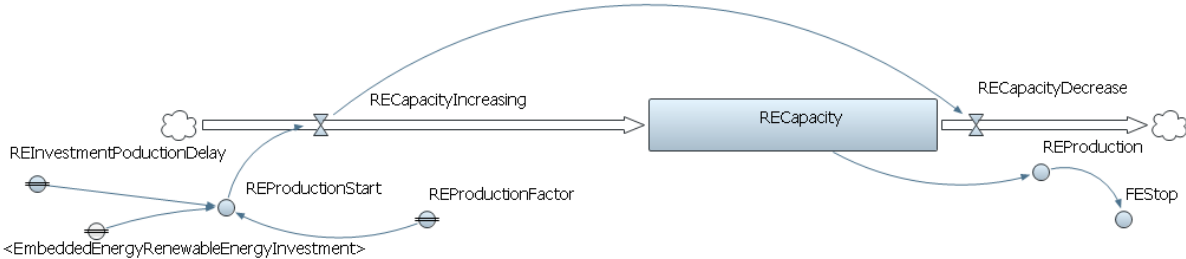 RECapacityDecrease
RECapacityIncreasing
RECapacity
REProduction
REInvestmentPoductionDelay
REProductionStart
REProductionFactor
FEStop
<EmbeddedEnergyRenewableEnergyInvestment>